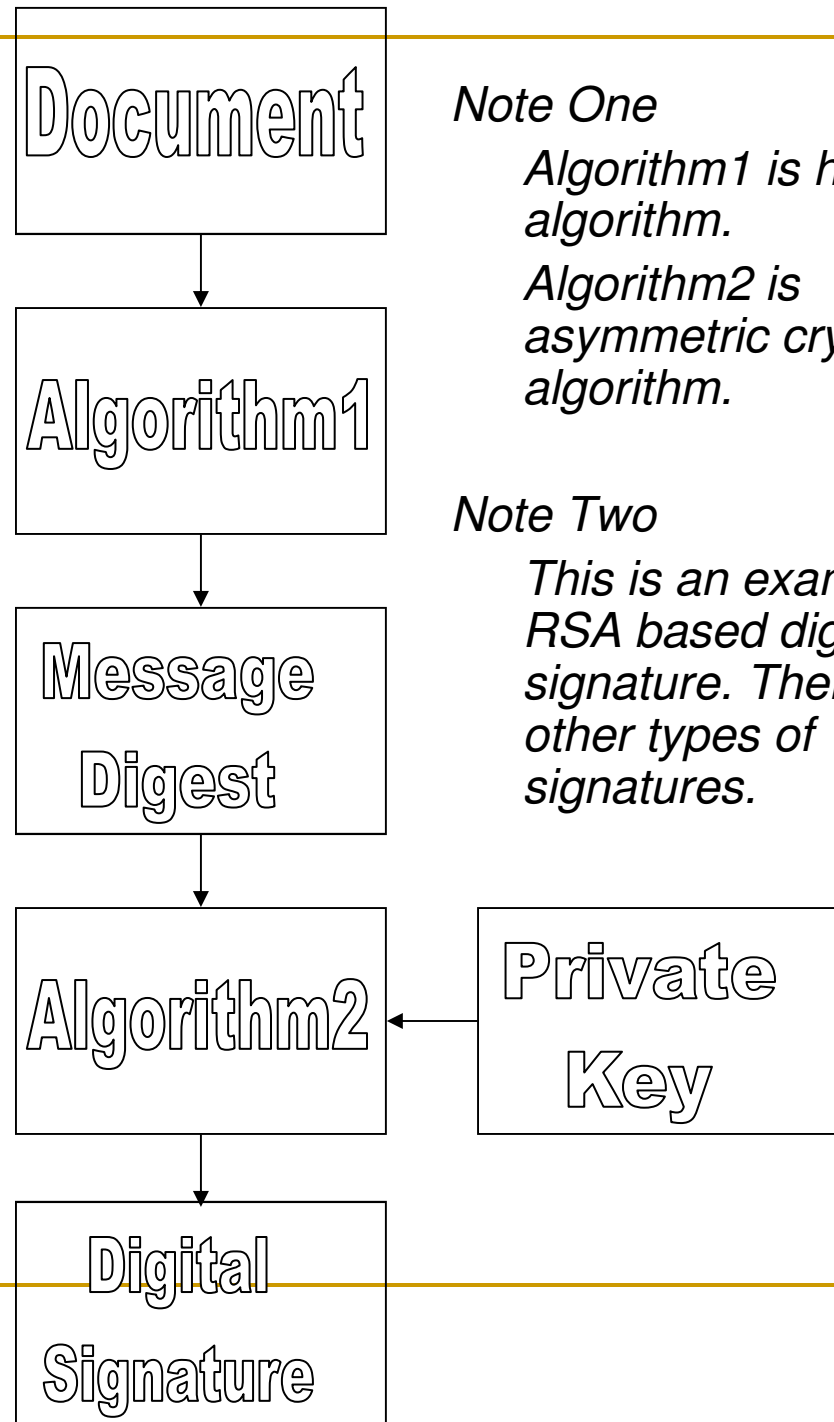 Document
Note One
Algorithm1 is
algorithm.
Algorithm1
Algorithm2 is
asymmetric
algorithm.
Note Two
This is an
RSA based
signature.
other types of
signatures.
Message
Digest
Algorithm2
Private
Key
Digital
Signature